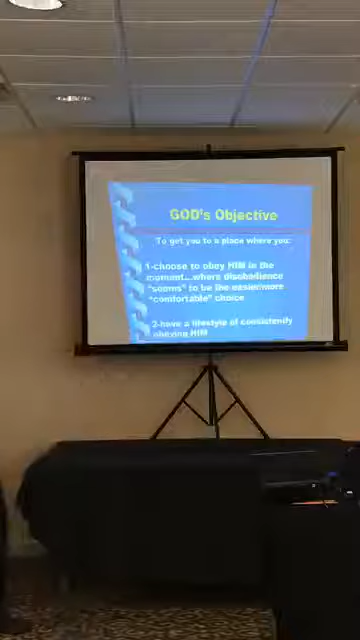 GOD's Objective
To get you to a place where you:
1-choose to obey HIM in the
moment...where disobedience
"seems" to be the easier/more
"comfortable" choice
2-have a lifestyle of consistently
obeying HIM